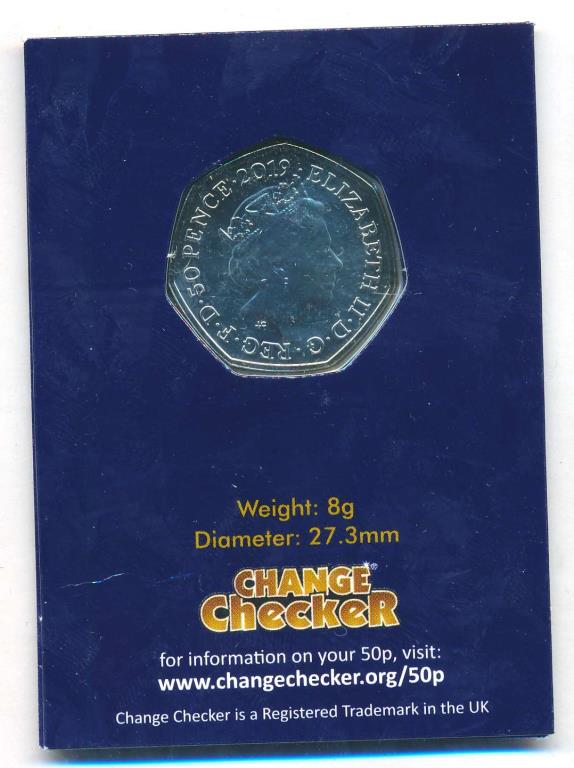 ELIZABETH II · D · G · REG · F · D · 50 PENCE · 2019 ·
JC
Weight: 8g
Diameter: 27.3mm
CHANGE
CHecKeR®
for information on your 50p, visit:
www.changechecker.org/50p
Change Checker is a Registered Trademark in the UK